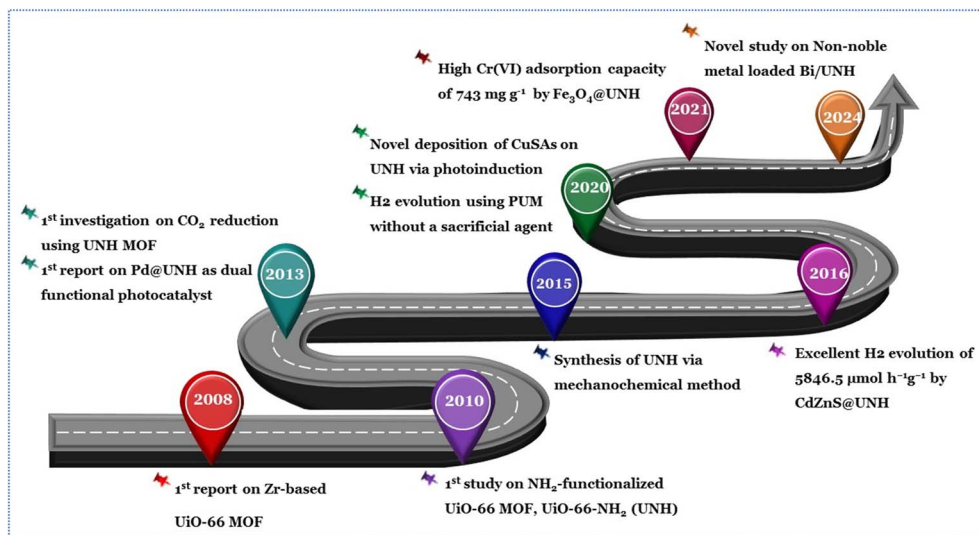 Novel study on Non-noble
metal loaded Bi/UNH
High Cr(VI) adsorption capacity
of 743 mg g⁻¹ by Fe₃O₄@UNH
2021
2024
Novel deposition of CuSAs on
UNH via photoinduction
H2 evolution using PUM
without a sacrificial agent
2020
1ˢᵗ investigation on CO₂ reduction
using UNH MOF
1ˢᵗ report on Pd@UNH as dual
functional photocatalyst
2013
2015
2016
Synthesis of UNH via
mechanochemical method
Excellent H2 evolution of
5846.5 µmol h⁻¹g⁻¹ by
CdZnS@UNH
2008
2010
1ˢᵗ report on Zr-based
UiO-66 MOF
1ˢᵗ study on NH₂-functionalized
UiO-66 MOF, UiO-66-NH₂ (UNH)